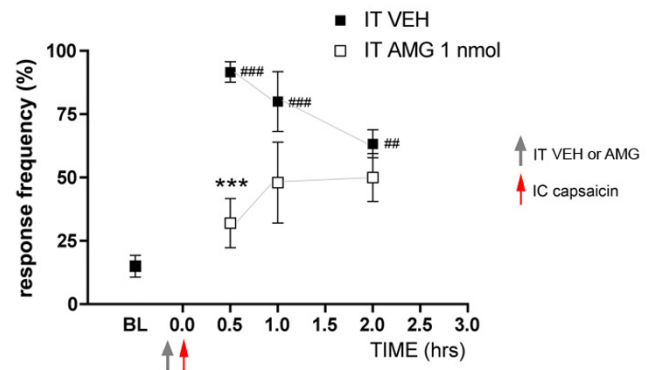 IT VEH
IT AMG 1 nmol
response frequency (%)
100
75
50
25
0
###
###
##
***
BL 0.0 0.5 1.0 1.5 2.0 2.5 3.0
TIME (hrs)
IT VEH or AMG
IC capsaicin